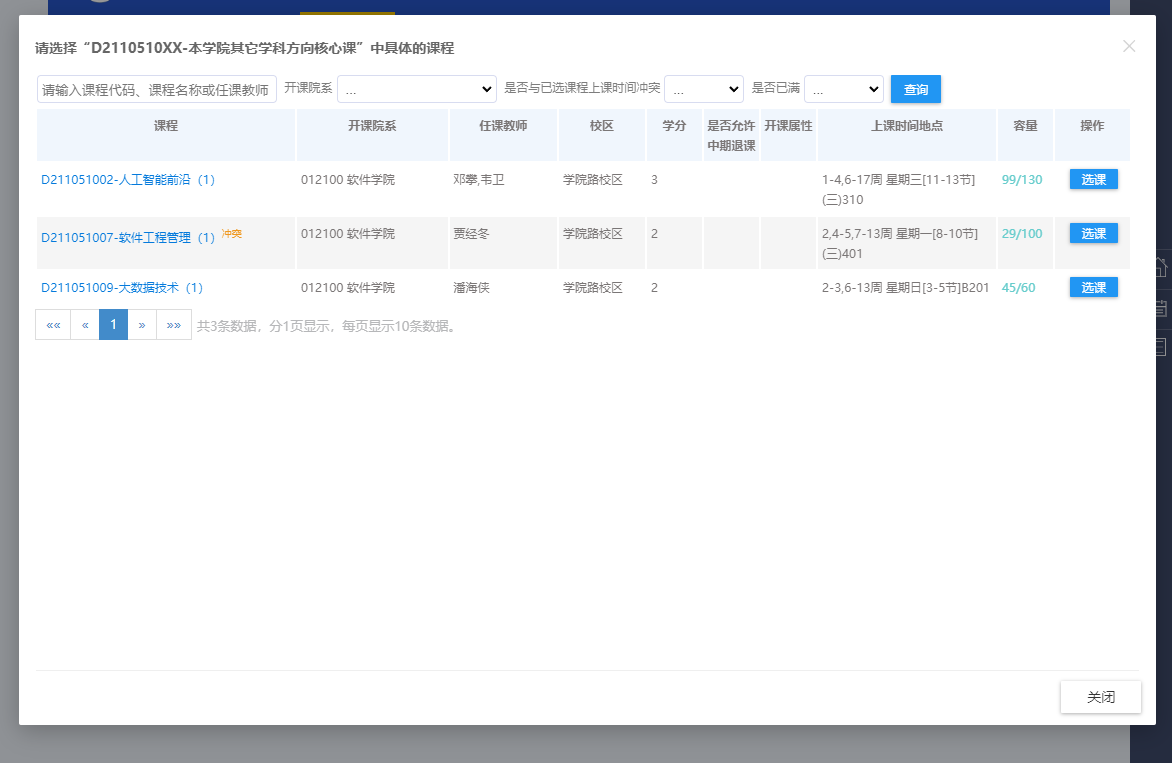 请选择“D2110510XX-本学院其它学科方向核心课”中具体的课程
请输入课程代码、课程名称或任课教师 开课院系 ... 是否与已选课程上课时间冲突 ... 是否已满 ... 查询
课程 开课院系 任课教师 校区 学分 是否允许 开课属性 上课时间地点 容量 操作
中期退课
D211051002-人工智能前沿（1） 012100 软件学院 邓攀,韦卫 学院路校区 3 1-4,6-17周 星期三[11-13节] 99/130 选课
(三)310
D211051007-软件工程管理（1） 冲突 012100 软件学院 贾经冬 学院路校区 2 2,4-5,7-13周 星期一[8-10节] 29/100 选课
(三)401
D211051009-大数据技术（1） 012100 软件学院 潘海侠 学院路校区 2 2-3,6-13周 星期日[3-5节]B201 45/60 选课
«« « 1 » »» 共3条数据，分1页显示，每页显示10条数据。
关闭